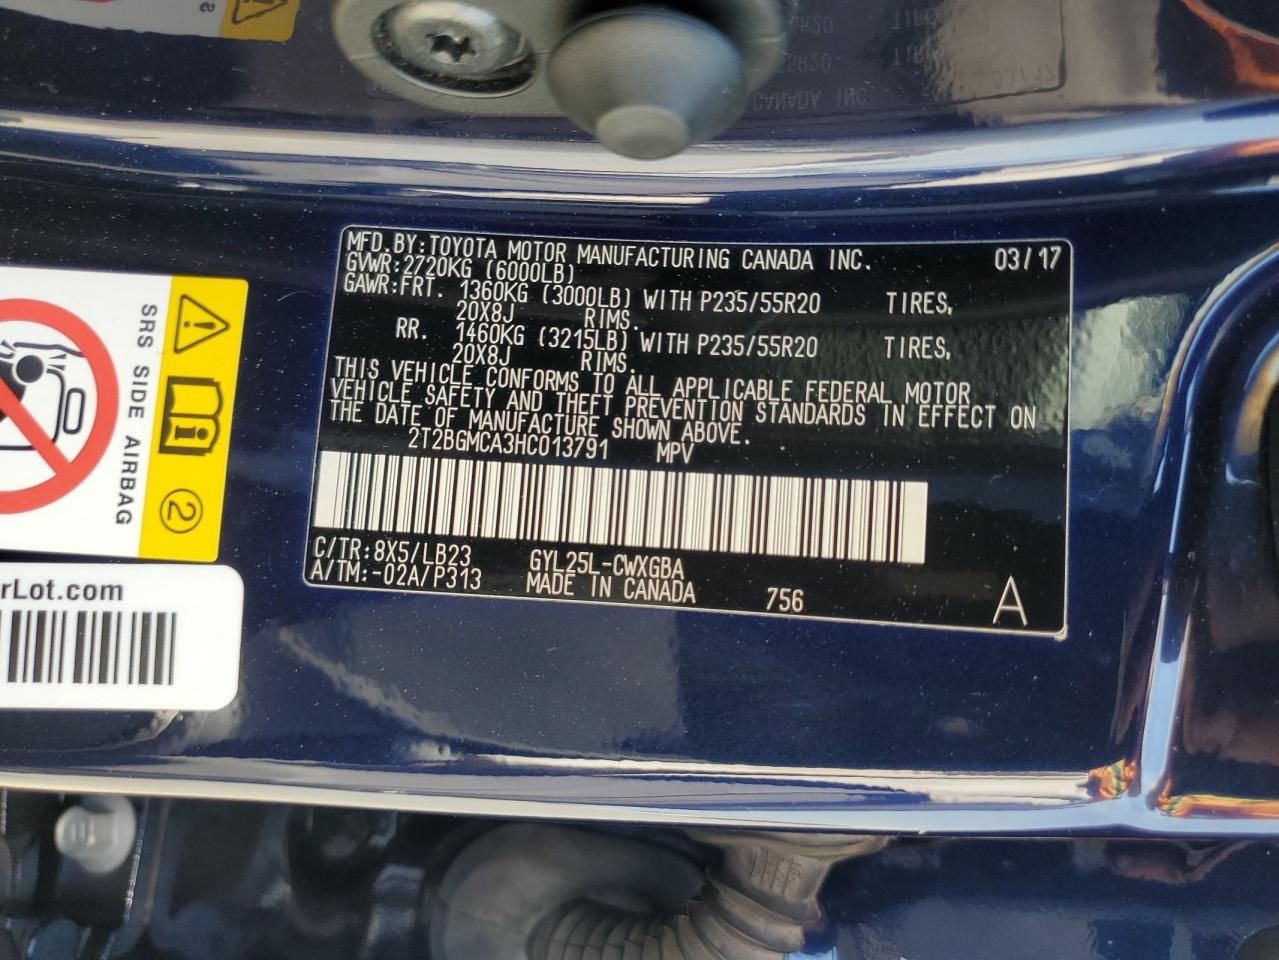 MFD.BY:TOYOTA MOTOR MANUFACTURING CANADA INC. 03/17
GVWR:2720KG (6000LB)
GAWR:FRT. 1360KG (3000LB) WITH P235/55R20 TIRES,
20X8J RIMS.
RR. 1460KG (3215LB) WITH P235/55R20 TIRES,
20X8J RIMS.
THIS VEHICLE CONFORMS TO ALL APPLICABLE FEDERAL MOTOR
VEHICLE SAFETY AND THEFT PREVENTION STANDARDS IN EFFECT ON
THE DATE OF MANUFACTURE SHOWN ABOVE.
2T2BGMCA3HC013791 MPV
C/TR:8X5/LB23 GYL25L-CWXGBA
A/TM:-02A/P313 MADE IN CANADA 756 A
SRS SIDE AIRBAG
2
rLot.com